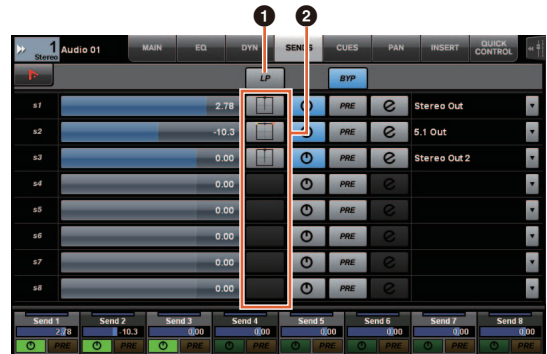 1 2
1 Stereo Audio 01 MAIN EQ DYN SENDS CUES PAN INSERT QUICK CONTROL
LP BYP
s1 2.78 PRE e Stereo Out
s2 -10.3 PRE e 5.1 Out
s3 0.00 PRE e Stereo Out 2
s4 0.00 PRE e
s5 0.00 PRE e
s6 0.00 PRE e
s7 0.00 PRE e
s8 0.00 PRE e
Send 1 Send 2 Send 3 Send 4 Send 5 Send 6 Send 7 Send 8
2.78 -10.3 0.00 0.00 0.00 0.00 0.00 0.00
PRE PRE PRE PRE PRE PRE PRE PRE